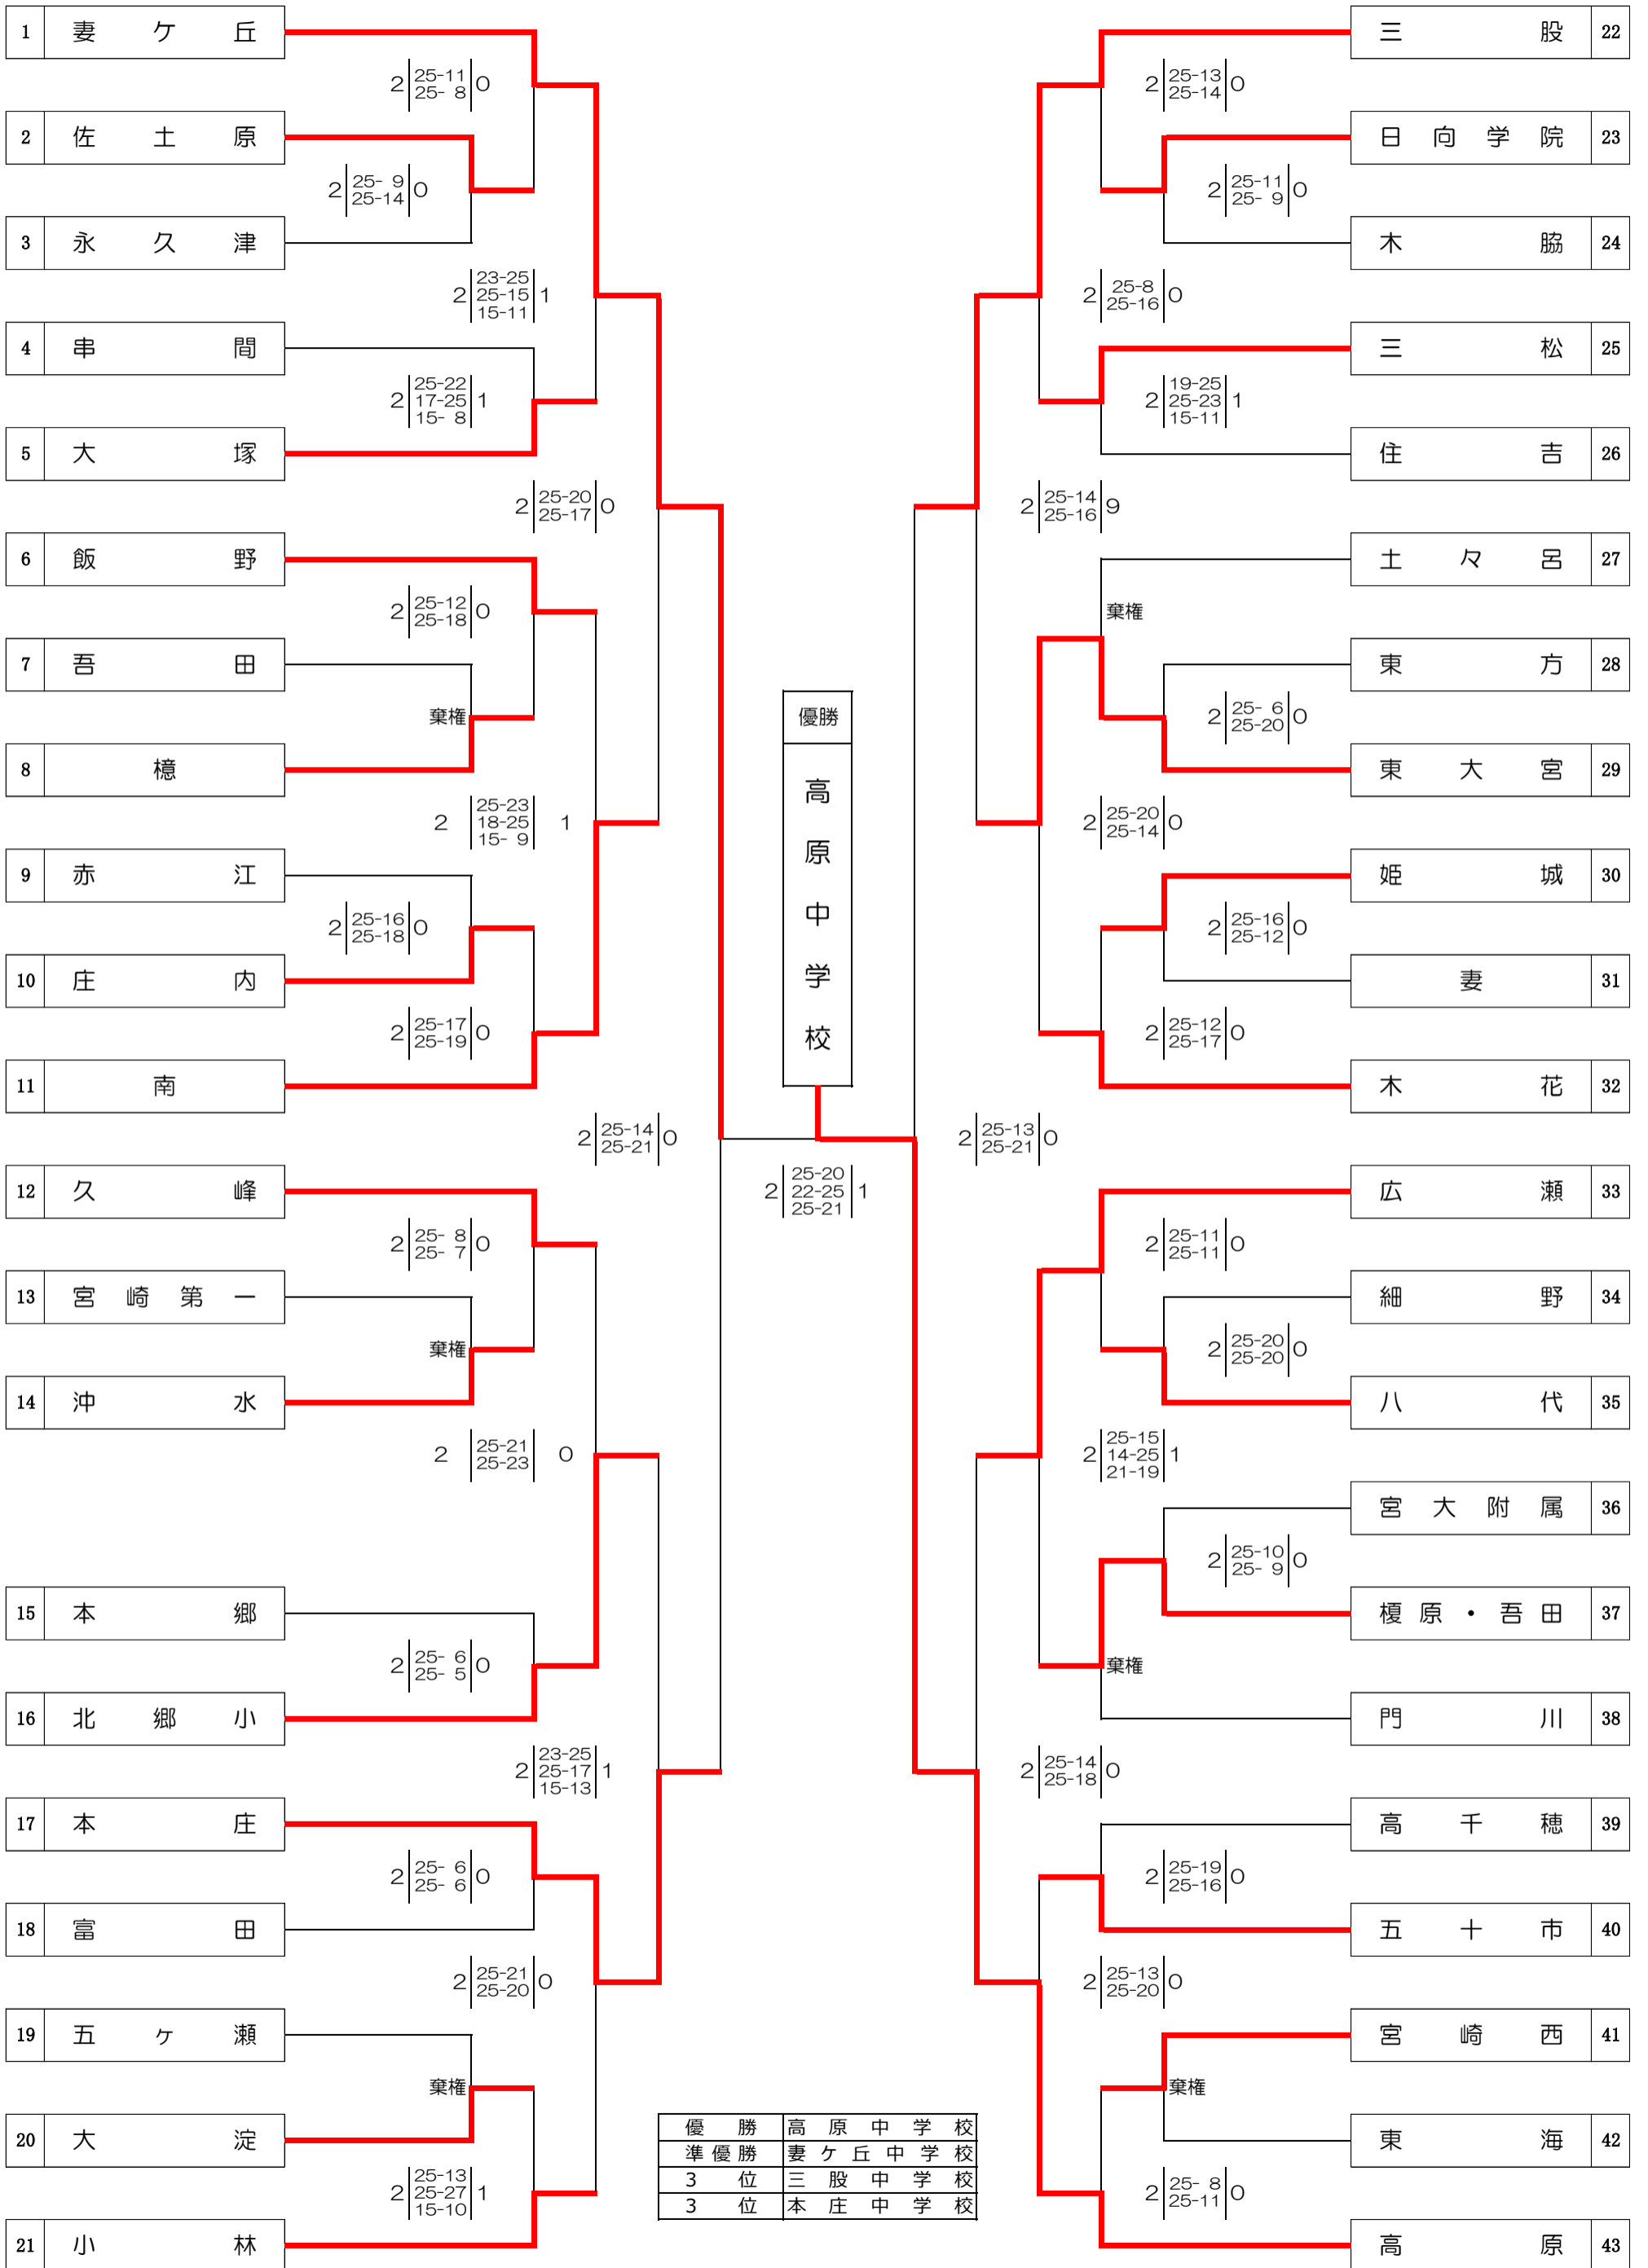 1 妻ケ丘
2|25-11 25- 8|0
2 佐土原
2|25- 9 25-14|0
3 永久津
2|23-25 25-15 15-11|1
4 串間
2|25-22 17-25 15- 8|1
5 大塚
2|25-20 25-17|0
6 飯野
2|25-12 25-18|0
7 吾田
棄権
8 檍
2 25-23 18-25 15- 9 1
9 赤江
2|25-16 25-18|0
10 庄内
2|25-17 25-19|0
11 南
2|25-14 25-21|0
12 久峰
2|25- 8 25- 7|0
13 宮崎第一
棄権
14 沖水
2 25-21 25-23 0
15 本郷
2|25- 6 25- 5|0
16 北郷小
2|23-25 25-17 15-13|1
17 本庄
2|25- 6 25- 6|0
18 富田
2|25-21 25-20|0
19 五ヶ瀬
棄権
20 大淀
2|25-13 25-27 15-10|1
21 小林
優勝
高原中学校
2|25-20 22-25 25-21|1
三股 22
2|25-13 25-14|0
日向学院 23
2|25-11 25- 9|0
木脇 24
2|25-8 25-16|0
三松 25
2|19-25 25-23 15-11|1
住吉 26
2|25-14 25-16|9
土々呂 27
棄権
東方 28
2|25- 6 25-20|0
東大宮 29
2|25-20 25-14|0
姫城 30
2|25-16 25-12|0
妻 31
2|25-12 25-17|0
木花 32
2|25-13 25-21|0
広瀬 33
2|25-11 25-11|0
細野 34
2|25-20 25-20|0
八代 35
2|25-15 14-25 21-19|1
宮大附属 36
2|25-10 25- 9|0
榎原・吾田 37
棄権
門川 38
2|25-14 25-18|0
高千穂 39
2|25-19 25-16|0
五十市 40
2|25-13 25-20|0
宮崎西 41
棄権
東海 42
2|25- 8 25-11|0
高原 43
優勝 高原中学校
準優勝 妻ケ丘中学校
3位 三股中学校
3位 本庄中学校